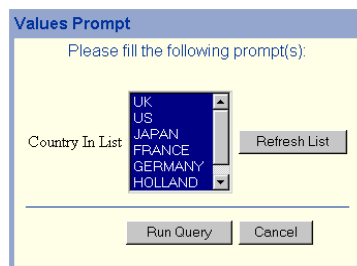 Values Prompt
Please fill the following prompt(s):
UK
US
JAPAN
Country In List
FRANCE
Refresh List
GERMANY
HOLLAND
Run Query
Cancel